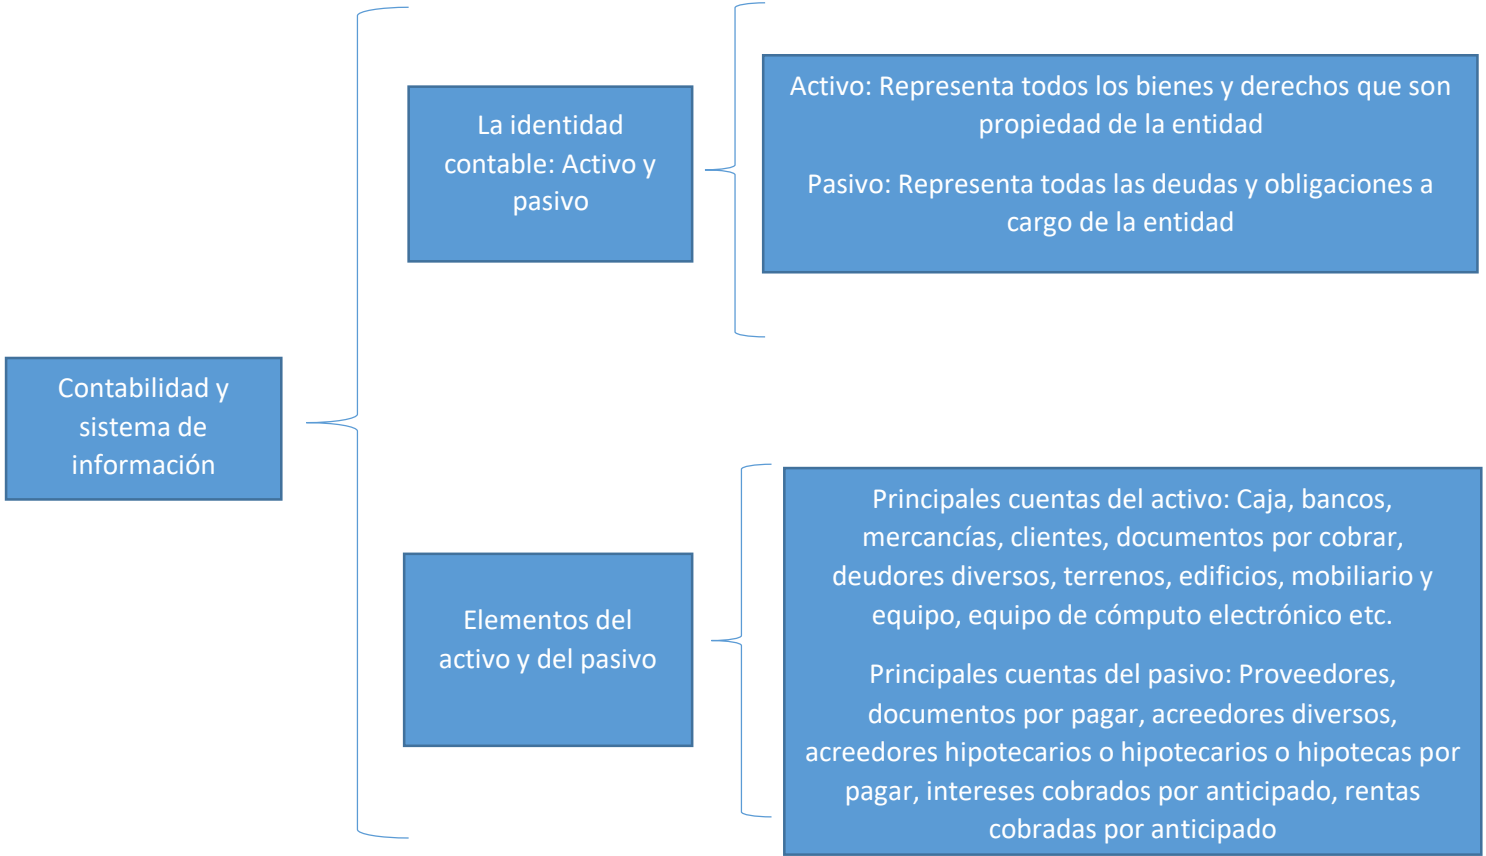 Contabilidad y
sistema de
información
La identidad
contable: Activo y
pasivo
Activo: Representa todos los bienes y derechos que son
propiedad de la entidad
Pasivo: Representa todas las deudas y obligaciones a
cargo de la entidad
Elementos del
activo y del pasivo
Principales cuentas del activo: Caja, bancos,
mercancías, clientes, documentos por cobrar,
deudores diversos, terrenos, edificios, mobiliario y
equipo, equipo de cómputo electrónico etc.
Principales cuentas del pasivo: Proveedores,
documentos por pagar, acreedores diversos,
acreedores hipotecarios o hipotecarios o hipotecas por
pagar, intereses cobrados por anticipado, rentas
cobradas por anticipado